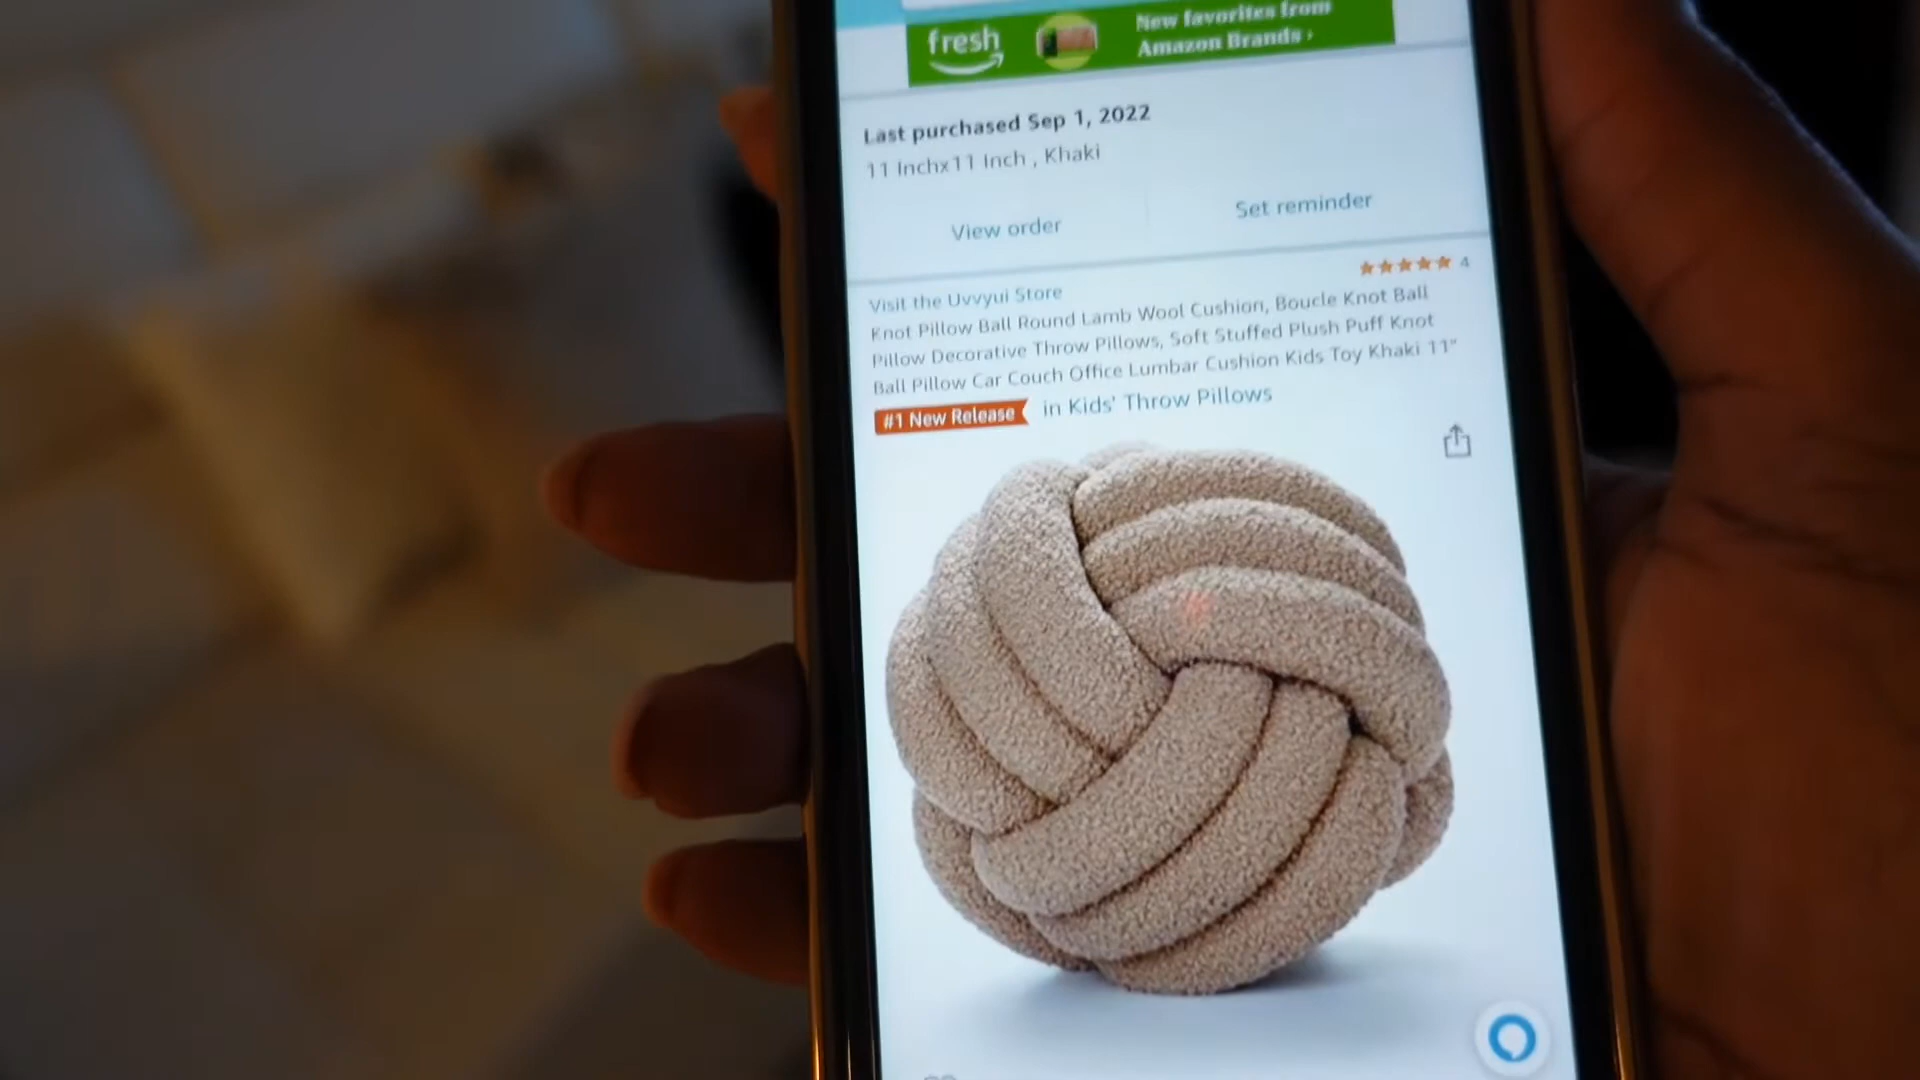 fresh
New favorites from
Amazon Brands ›
Last purchased Sep 1, 2022
11 Inchx11 Inch , Khaki
View order
Set reminder
Visit the Uvvyui Store
4
Knot Pillow Ball Round Lamb Wool Cushion, Boucle Knot Ball
Pillow Decorative Throw Pillows, Soft Stuffed Plush Puff Knot
Ball Pillow Car Couch Office Lumbar Cushion Kids Toy Khaki 11"
#1 New Release in Kids' Throw Pillows